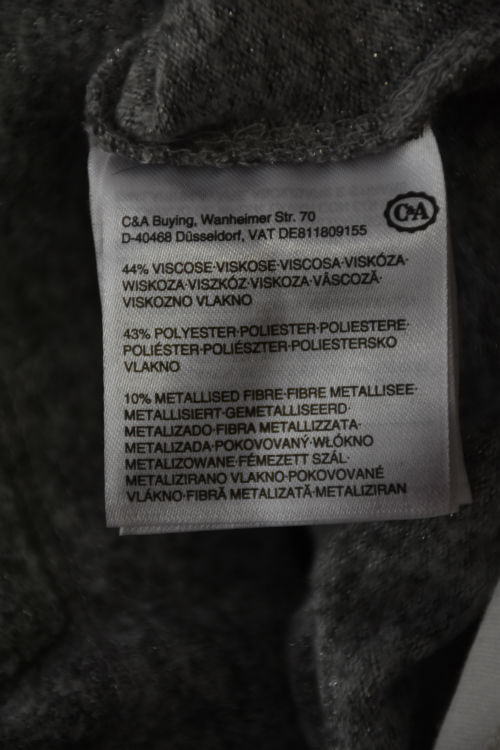 C&A Buying, Wanheimer Str. 70
D-40468 Düsseldorf, VAT DE811809155
C&A
44% VISCOSE·VISKOSE·VISCOSA·VISKÓZA·
WISKOZA·VISZKÓZ·VISKOZA·VÂSCOZĂ·
VISKOZNO VLAKNO
43% POLYESTER·POLIESTER·POLIESTERE·
POLIÉSTER·POLIÉSZTER·POLIESTERSKO
VLAKNO
10% METALLISED FIBRE·FIBRE METALLISEE·
METALLISIERT·GEMETALLISEERD·
METALIZADO·FIBRA METALLIZZATA·
METALIZADA·POKOVOVANÝ·WŁÓKNO
METALIZOWANE·FÉMEZETT SZÁL·
METALIZIRANO VLAKNO·POKOVOVANÉ
VLÁKNO·FIBRĂ METALIZATĂ·METALIZIRAN